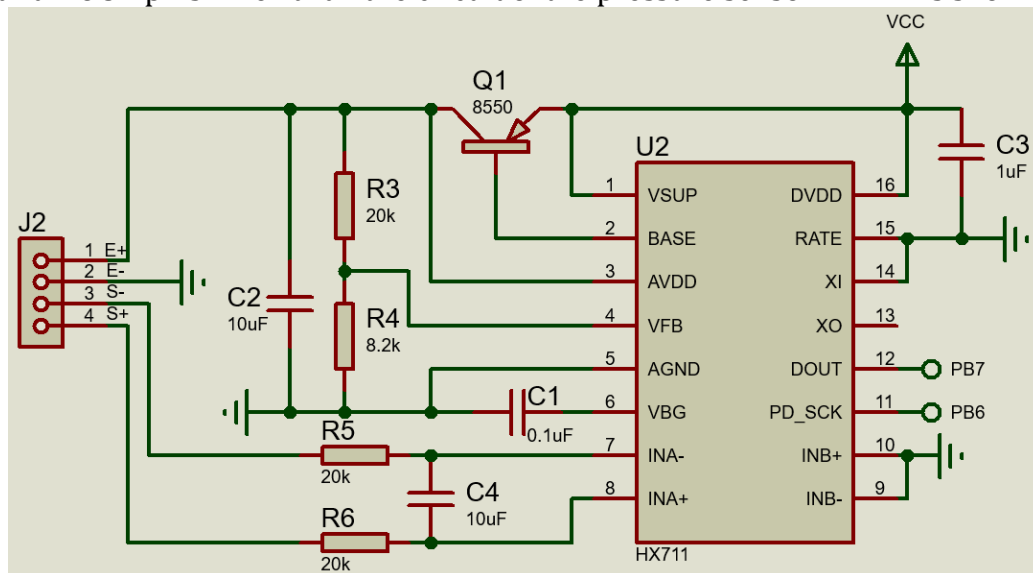 VCC
Q1
8550
U2
C3
1uF
R3
20k
1 VSUP
DVDD 16
2 BASE
RATE 15
J2
1 E+
2 E-
3 S-
4 S+
3 AVDD
XI 14
C2
10uF
R4
8.2k
4 VFB
XO 13
5 AGND
DOUT 12
PB7
C1
0.1uF
6 VBG
PD_SCK 11
PB6
R5
20k
7 INA-
INB+ 10
C4
10uF
8 INA+
INB- 9
R6
20k
HX711